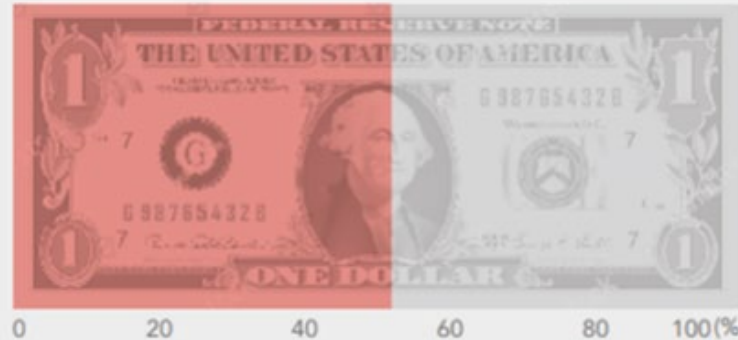 FEDERAL RESERVE NOTE
THE UNITED STATES OF AMERICA
1 1
G 98765432 B
7 7
G
G 98765432 B
7 7
1 1
ONE DOLLAR
0 20 40 60 80 100(%